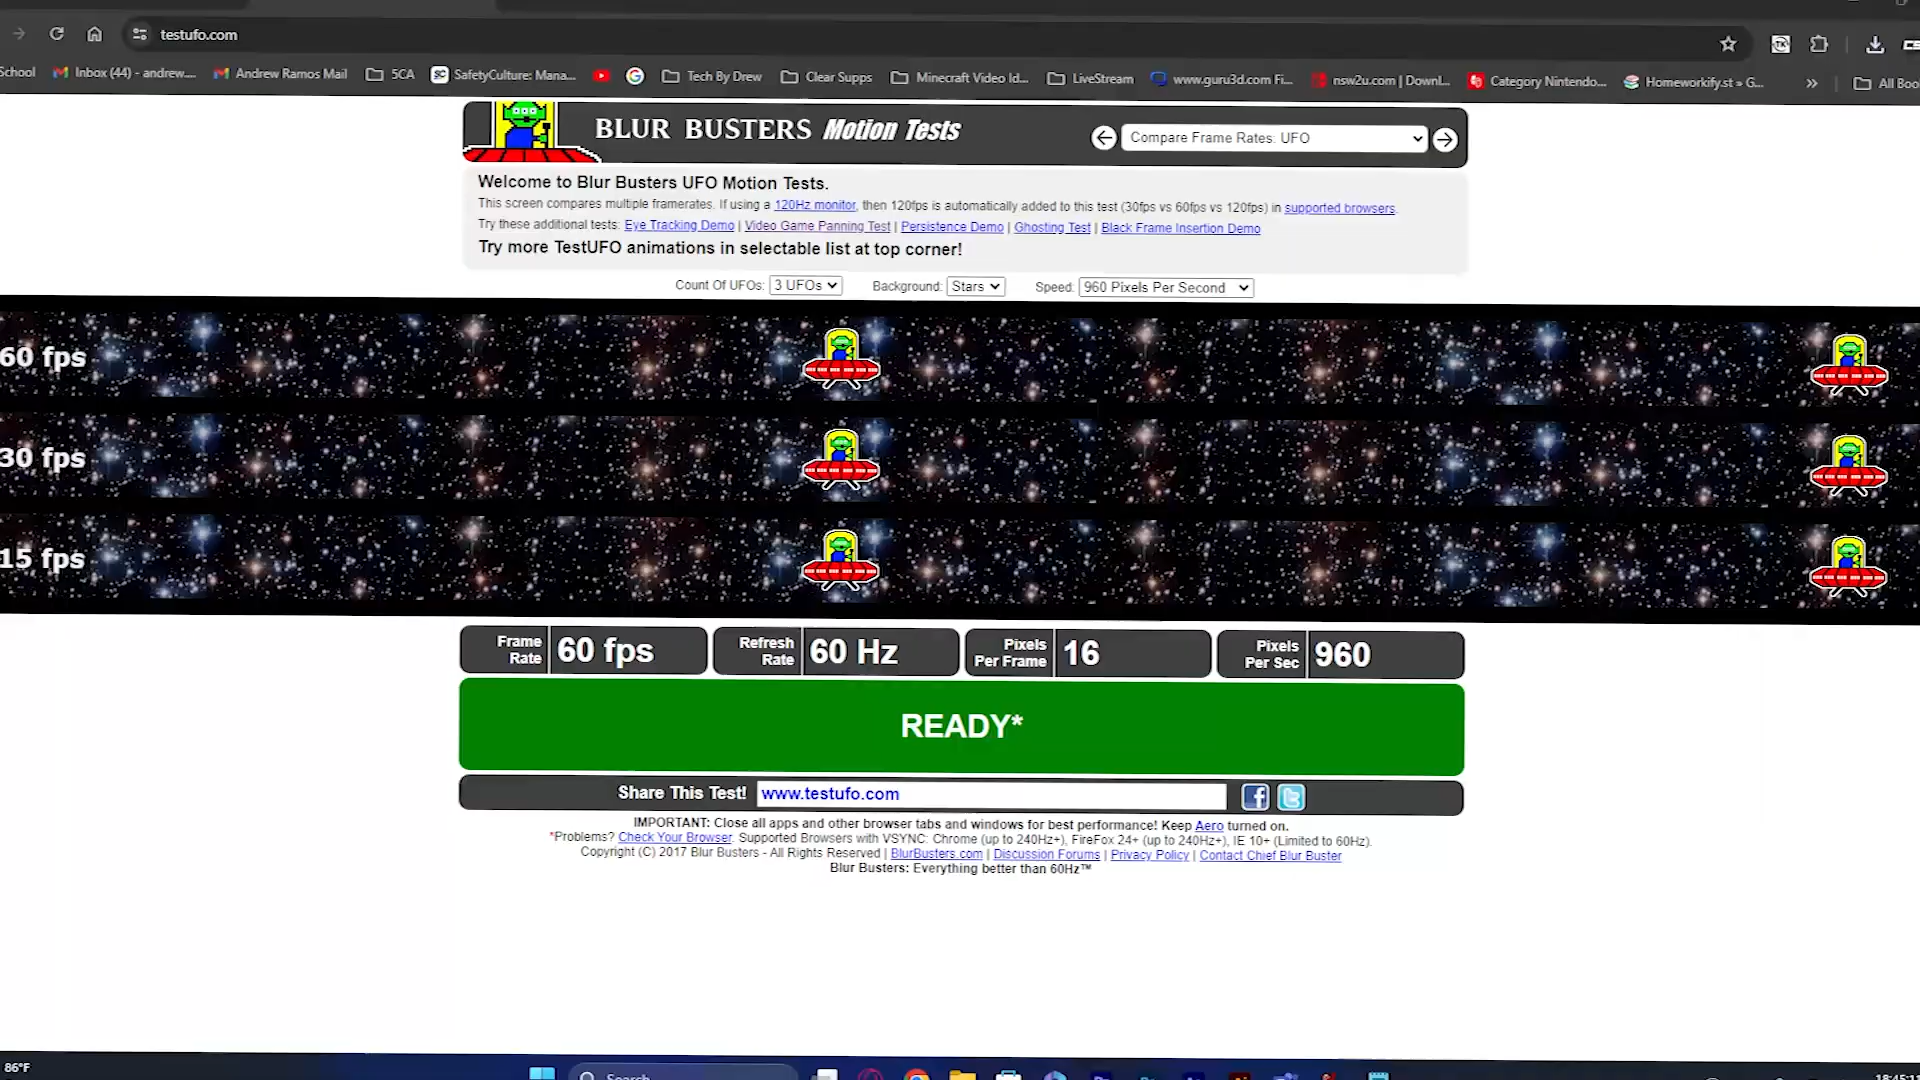 testufo.com
School
Inbox (44) - andrew....
Andrew Ramos Mail
5CA
SC
SafetyCulture: Mana...
Tech By Drew
Clear Supps
Minecraft Video Id...
LiveStream
www.guru3d.com Fi...
nsw2u.com | Downl...
Category Nintendo...
Homeworkify.st » G...
»
All Boo
BLUR BUSTERS Motion Tests
Compare Frame Rates: UFO
Welcome to Blur Busters UFO Motion Tests.
This screen compares multiple framerates. If using a 120Hz monitor, then 120fps is automatically added to this test (30fps vs 60fps vs 120fps) in supported browsers.
Try these additional tests: Eye Tracking Demo | Video Game Panning Test | Persistence Demo | Ghosting Test | Black Frame Insertion Demo
Try more TestUFO animations in selectable list at top corner!
Count Of UFOs: 3 UFOs Background: Stars Speed: 960 Pixels Per Second
60 fps
30 fps
15 fps
Frame Rate 60 fps
Refresh Rate 60 Hz
Pixels Per Frame 16
Pixels Per Sec 960
READY*
Share This Test! www.testufo.com
IMPORTANT: Close all apps and other browser tabs and windows for best performance! Keep Aero turned on.
*Problems? Check Your Browser. Supported Browsers with VSYNC: Chrome (up to 240Hz+), FireFox 24+ (up to 240Hz+), IE 10+ (Limited to 60Hz).
Copyright (C) 2017 Blur Busters - All Rights Reserved | BlurBusters.com | Discussion Forums | Privacy Policy | Contact Chief Blur Buster
Blur Busters: Everything better than 60Hz™
86°F
Search